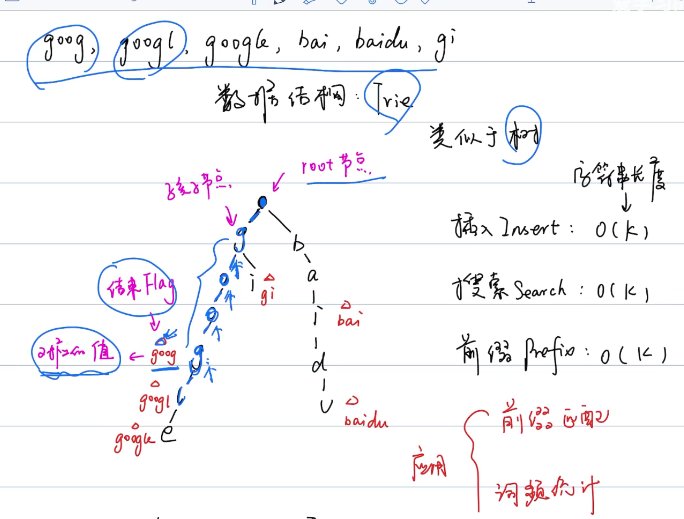 goog, googl, google, bai, baidu, gi
数据结构: Trie
类似于树
root节点
孩子节点
字符串长度
插入 Insert: O(K)
g
b
o
i
a
gi
结束Flag
搜索 Search: O(K)
o
i
bai
goog
值
g
d
前缀 Prefix: O(K)
googl
l
u
baidu
google
e
应用
前缀匹配
词频统计